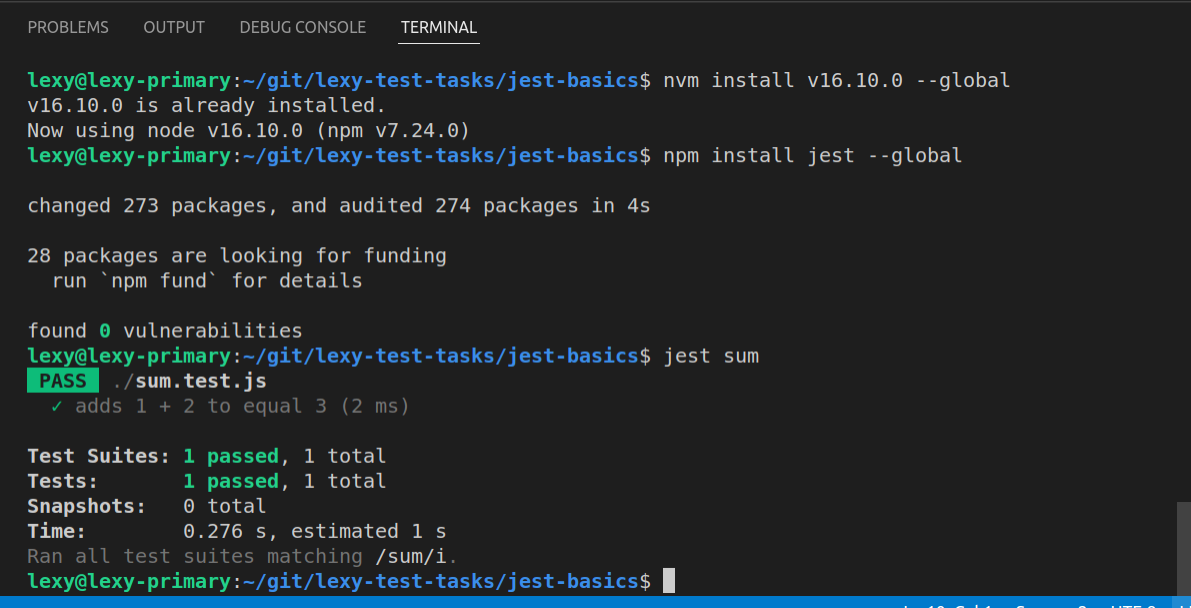 PROBLEMS OUTPUT DEBUG CONSOLE TERMINAL
lexy@lexy-primary:~/git/lexy-test-tasks/jest-basics$ nvm install v16.10.0 --global
v16.10.0 is already installed.
Now using node v16.10.0 (npm v7.24.0)
lexy@lexy-primary:~/git/lexy-test-tasks/jest-basics$ npm install jest --global
changed 273 packages, and audited 274 packages in 4s
28 packages are looking for funding
  run `npm fund` for details
found 0 vulnerabilities
lexy@lexy-primary:~/git/lexy-test-tasks/jest-basics$ jest sum
PASS ./sum.test.js
  ✓ adds 1 + 2 to equal 3 (2 ms)
Test Suites: 1 passed, 1 total
Tests:       1 passed, 1 total
Snapshots:   0 total
Time:        0.276 s, estimated 1 s
Ran all test suites matching /sum/i.
lexy@lexy-primary:~/git/lexy-test-tasks/jest-basics$